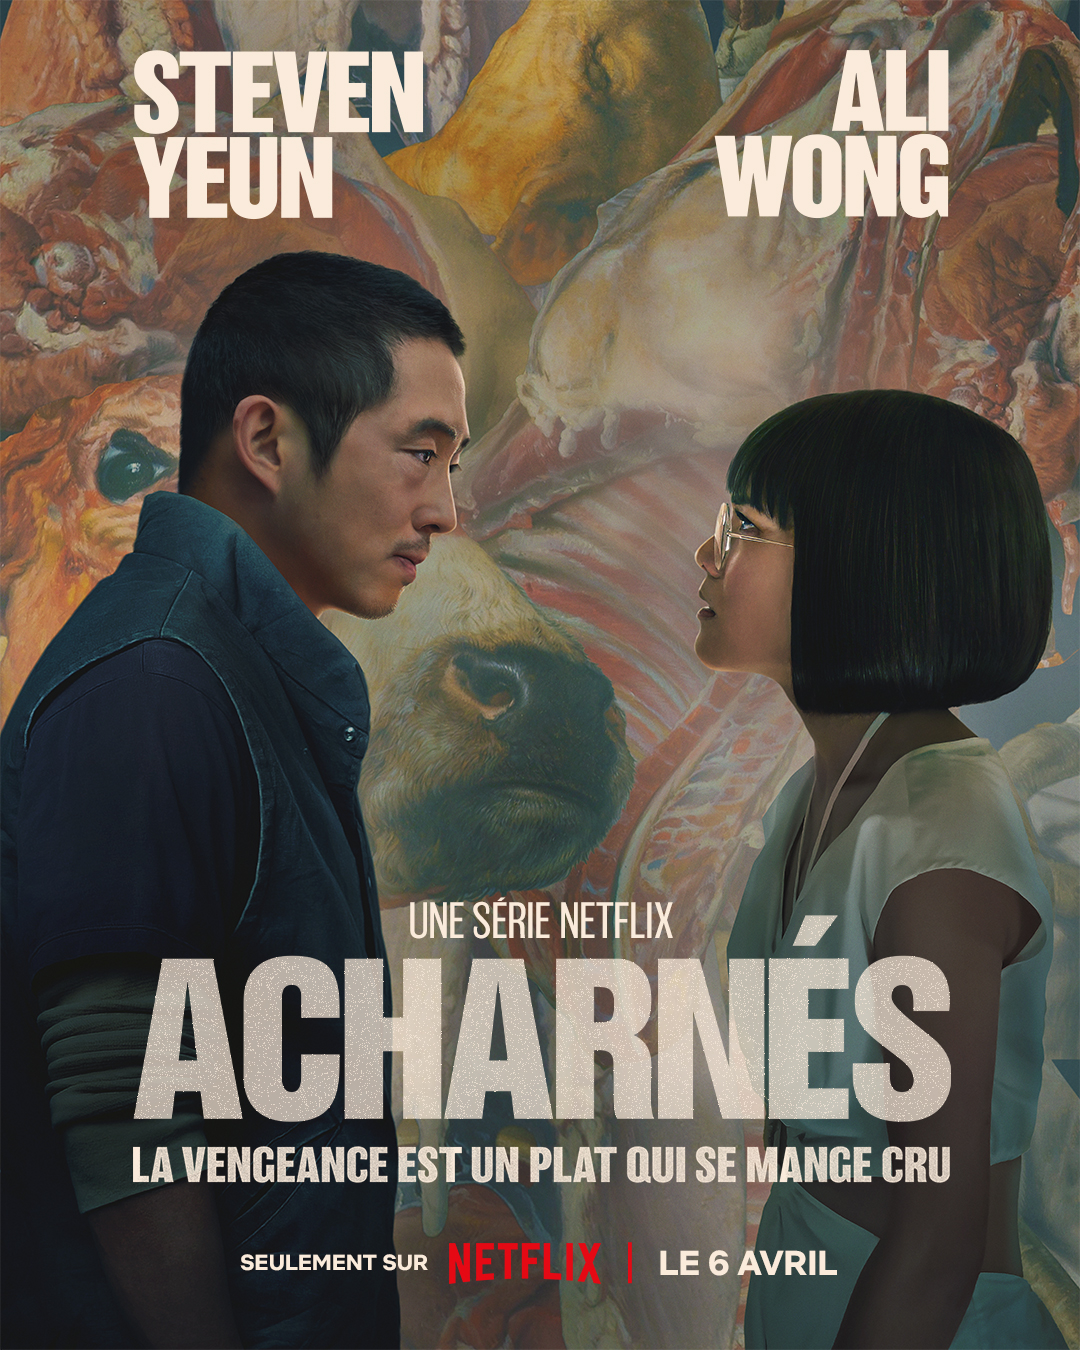 STEVEN
YEUN
ALI
WONG
UNE SÉRIE NETFLIX
ACHARNÉS
LA VENGEANCE EST UN PLAT QUI SE MANGE CRU
SEULEMENT SUR NETFLIX | LE 6 AVRIL